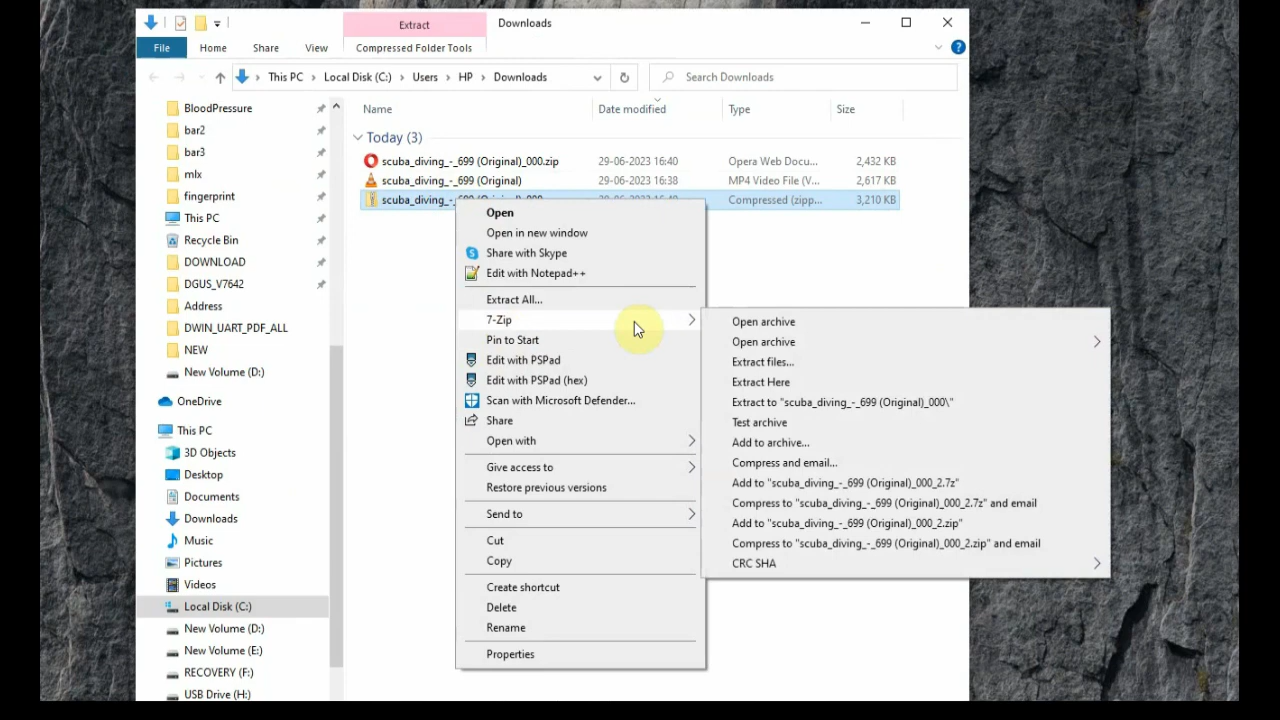 Extract
Downloads
File
Home
Share
View
Compressed Folder Tools
?
This PC
Local Disk (C:)
Users
HP
Downloads
Search Downloads
Name
Date modified
Type
Size
BloodPressure
bar2
bar3
mlx
fingerprint
This PC
Recycle Bin
DOWNLOAD
DGUS_V7642
Address
DWIN_UART_PDF_ALL
NEW
New Volume (D:)
OneDrive
This PC
3D Objects
Desktop
Documents
Downloads
Music
Pictures
Videos
Local Disk (C:)
New Volume (D:)
New Volume (E:)
RECOVERY (F:)
USB Drive (H:)
Today (3)
scuba_diving_-_699 (Original)_000.zip 29-06-2023 16:40 Opera Web Docu... 2,432 KB
scuba_diving_-_699 (Original) 29-06-2023 16:38 MP4 Video File (V... 2,617 KB
scuba_diving_-_699 (Original)_000 29-06-2023 16:40 Compressed (zipp... 3,210 KB
Open
Open in new window
Share with Skype
Edit with Notepad++
Extract All...
7-Zip
Pin to Start
Edit with PSPad
Edit with PSPad (hex)
Scan with Microsoft Defender...
Share
Open with
Give access to
Restore previous versions
Send to
Cut
Copy
Create shortcut
Delete
Rename
Properties
Open archive
Open archive
Extract files...
Extract Here
Extract to "scuba_diving_-_699 (Original)_000\"
Test archive
Add to archive...
Compress and email...
Add to "scuba_diving_-_699 (Original)_000_2.7z"
Compress to "scuba_diving_-_699 (Original)_000_2.7z" and email
Add to "scuba_diving_-_699 (Original)_000_2.zip"
Compress to "scuba_diving_-_699 (Original)_000_2.zip" and email
CRC SHA